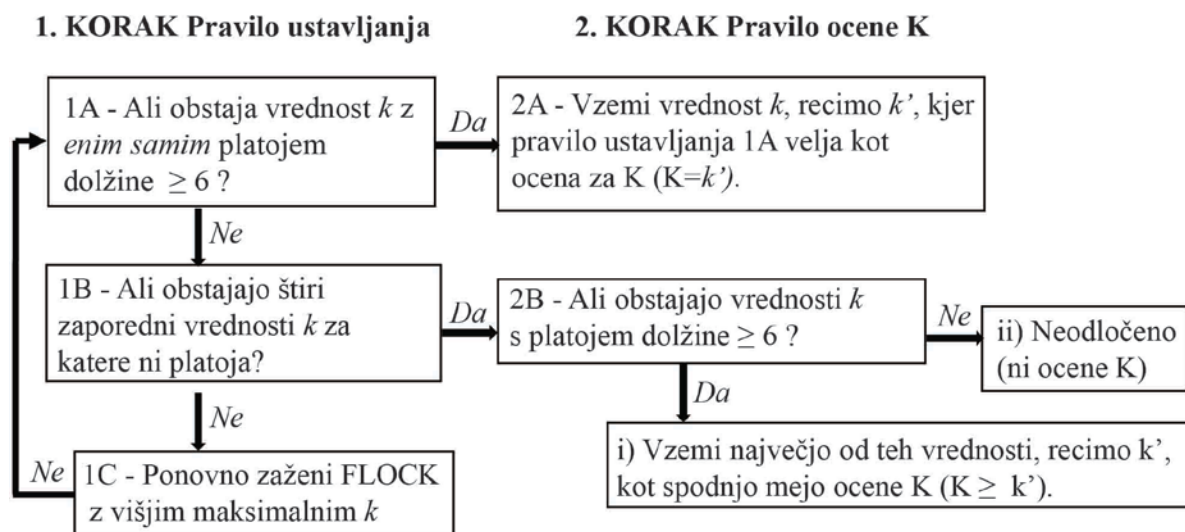 1. KORAK Pravilo ustavljanja
2. KORAK Pravilo ocene K
1A - Ali obstaja vrednost k z
enim samim platojem
dolžine ≥ 6 ?
Da
2A - Vzemi vrednost k, recimo k’, kjer
pravilo ustavljanja 1A velja kot
ocena za K (K=k’).
Ne
1B - Ali obstajajo štiri
zaporedni vrednosti k za
katere ni platoja?
Da
2B - Ali obstajajo vrednosti k
s platojem dolžine ≥ 6 ?
Ne
ii) Neodločeno
(ni ocene K)
Ne
Da
Ne
1C - Ponovno zaženi FLOCK
z višjim maksimalnim k
i) Vzemi največjo od teh vrednosti, recimo k’,
kot spodnjo mejo ocene K (K ≥ k’).